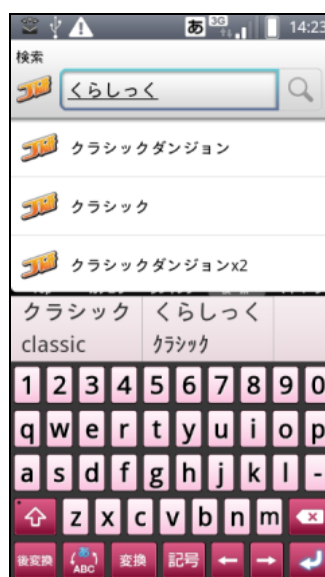 あ 3G 14:23
検索
くらしっく
クラシックダンジョン
クラシック
クラシックダンジョンx2
クラシック くらしっく
classic ｸﾗｼｯｸ
1 2 3 4 5 6 7 8 9 0
q w e r t y u i o p
a s d f g h j k l -
z x c v b n m
後変換 あ ABC 変換 記号 ← →